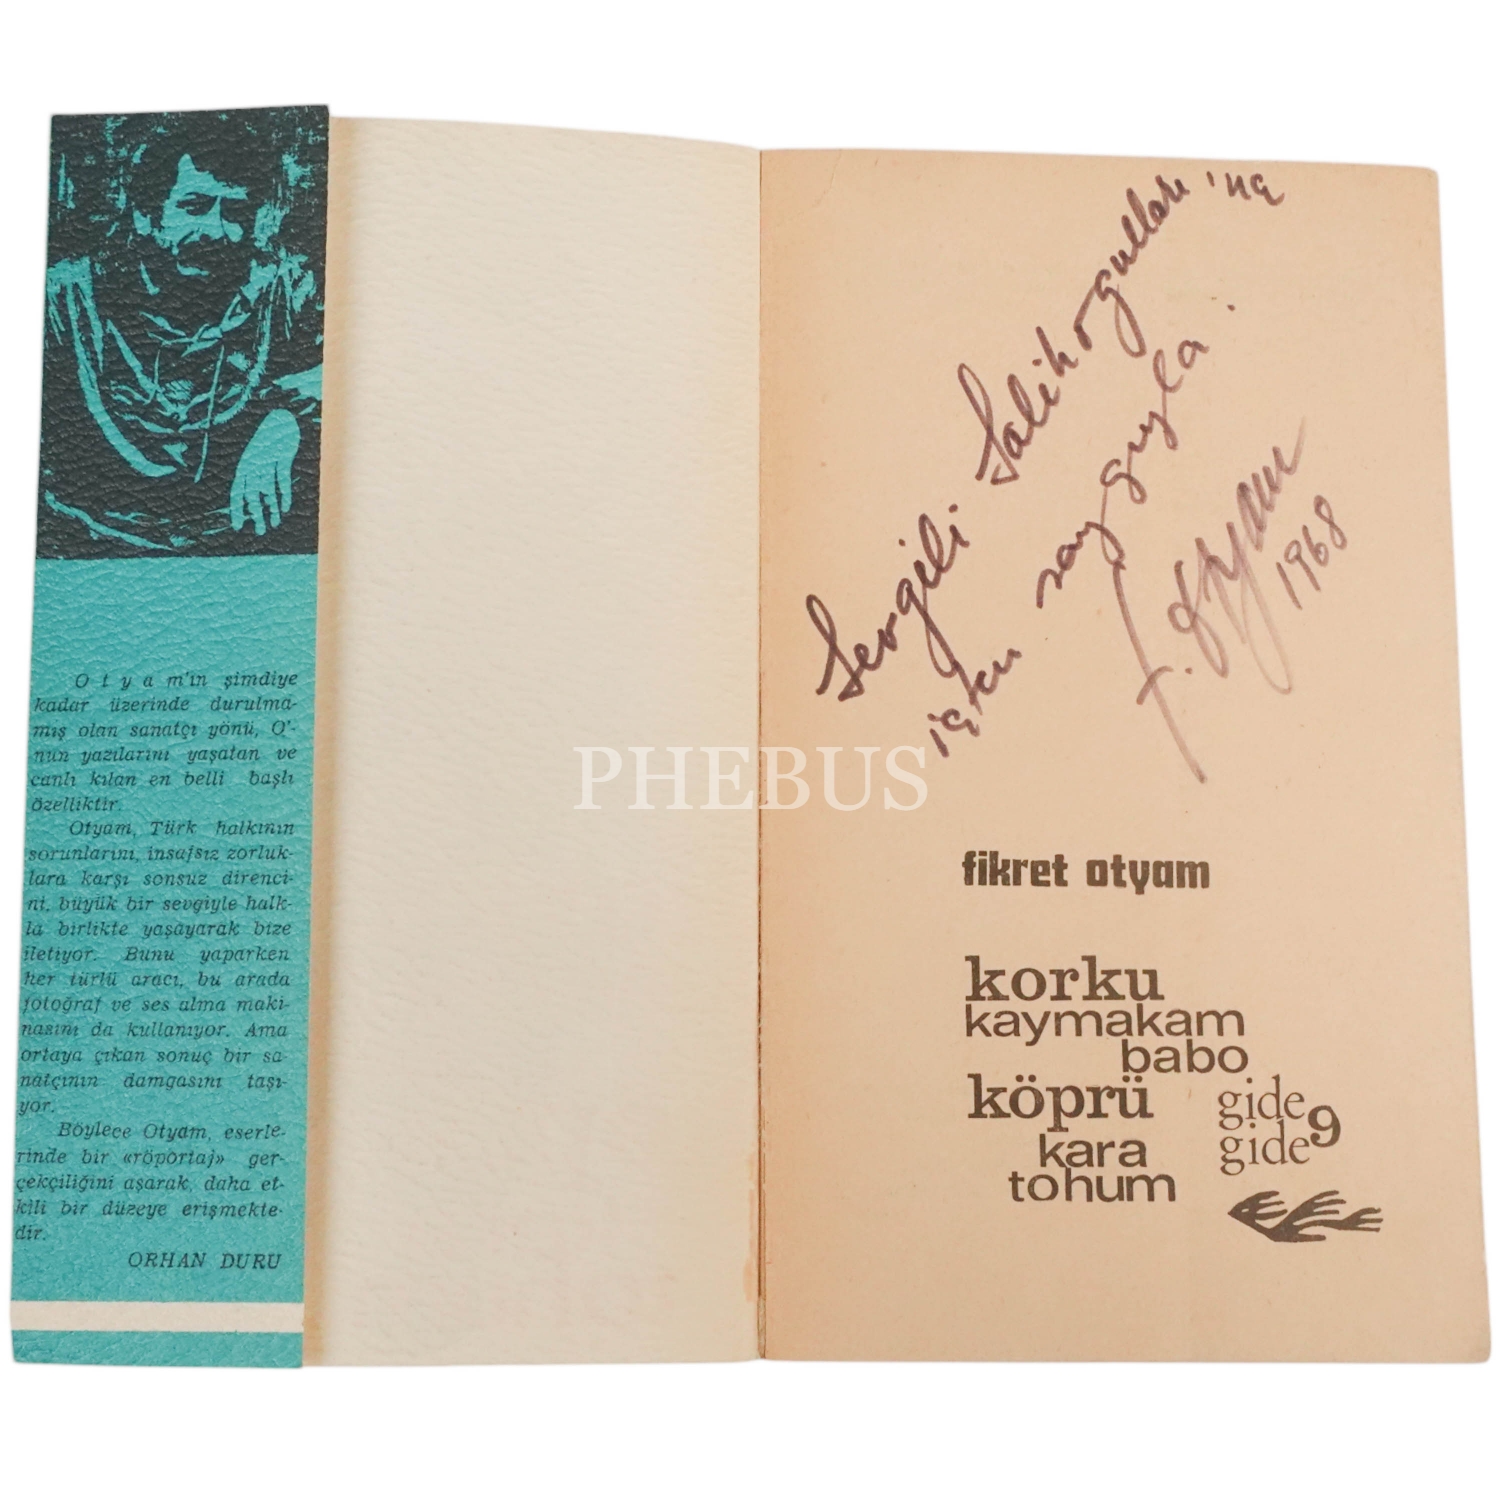 O t y a m'ın şimdiye
kadar üzerinde durulma-
mış olan sanatçı yönü, O'-
nun yazılarını yaşatan ve
canlı kılan en belli başlı
özelliktir.
Otyam, Türk halkının
sorunlarını, insafsız zorluk-
lara karşı sonsuz direnci-
ni, büyük bir sevgiyle halk-
la birlikte yaşayarak bize
iletiyor. Bunu yaparken
her türlü aracı, bu arada
fotoğraf ve ses alma maki-
nasını da kullanıyor. Ama
ortaya çıkan sonuç bir sa-
natçının damgasını taşı-
yor.
Böylece Otyam, eserle-
rinde bir «röportaj» ger-
çekçiliğini aşarak, daha et-
kili bir düzeye erişmekte-
dir.
ORHAN DURU
Sevgili Salihoğulları'na
içten saygıyla.
F. Otyam
1968
PHEBUS
fikret otyam
korku
kaymakam
babo
köprü
kara
tohum
gide
gide 9